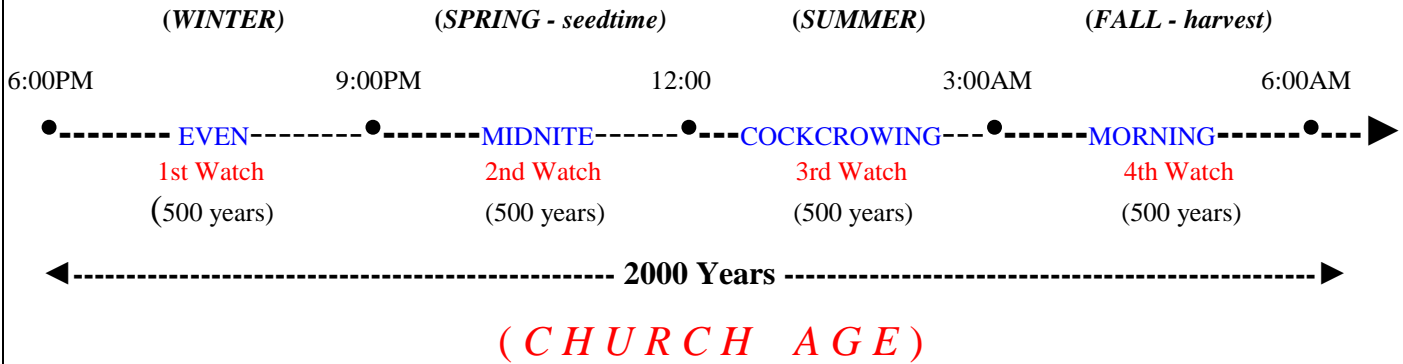 (WINTER) (SPRING - seedtime) (SUMMER) (FALL - harvest)
6:00PM 9:00PM 12:00 3:00AM 6:00AM
EVEN MIDNITE COCKCROWING MORNING
1st Watch 2nd Watch 3rd Watch 4th Watch
(500 years) (500 years) (500 years) (500 years)
2000 Years
( C H U R C H A G E )